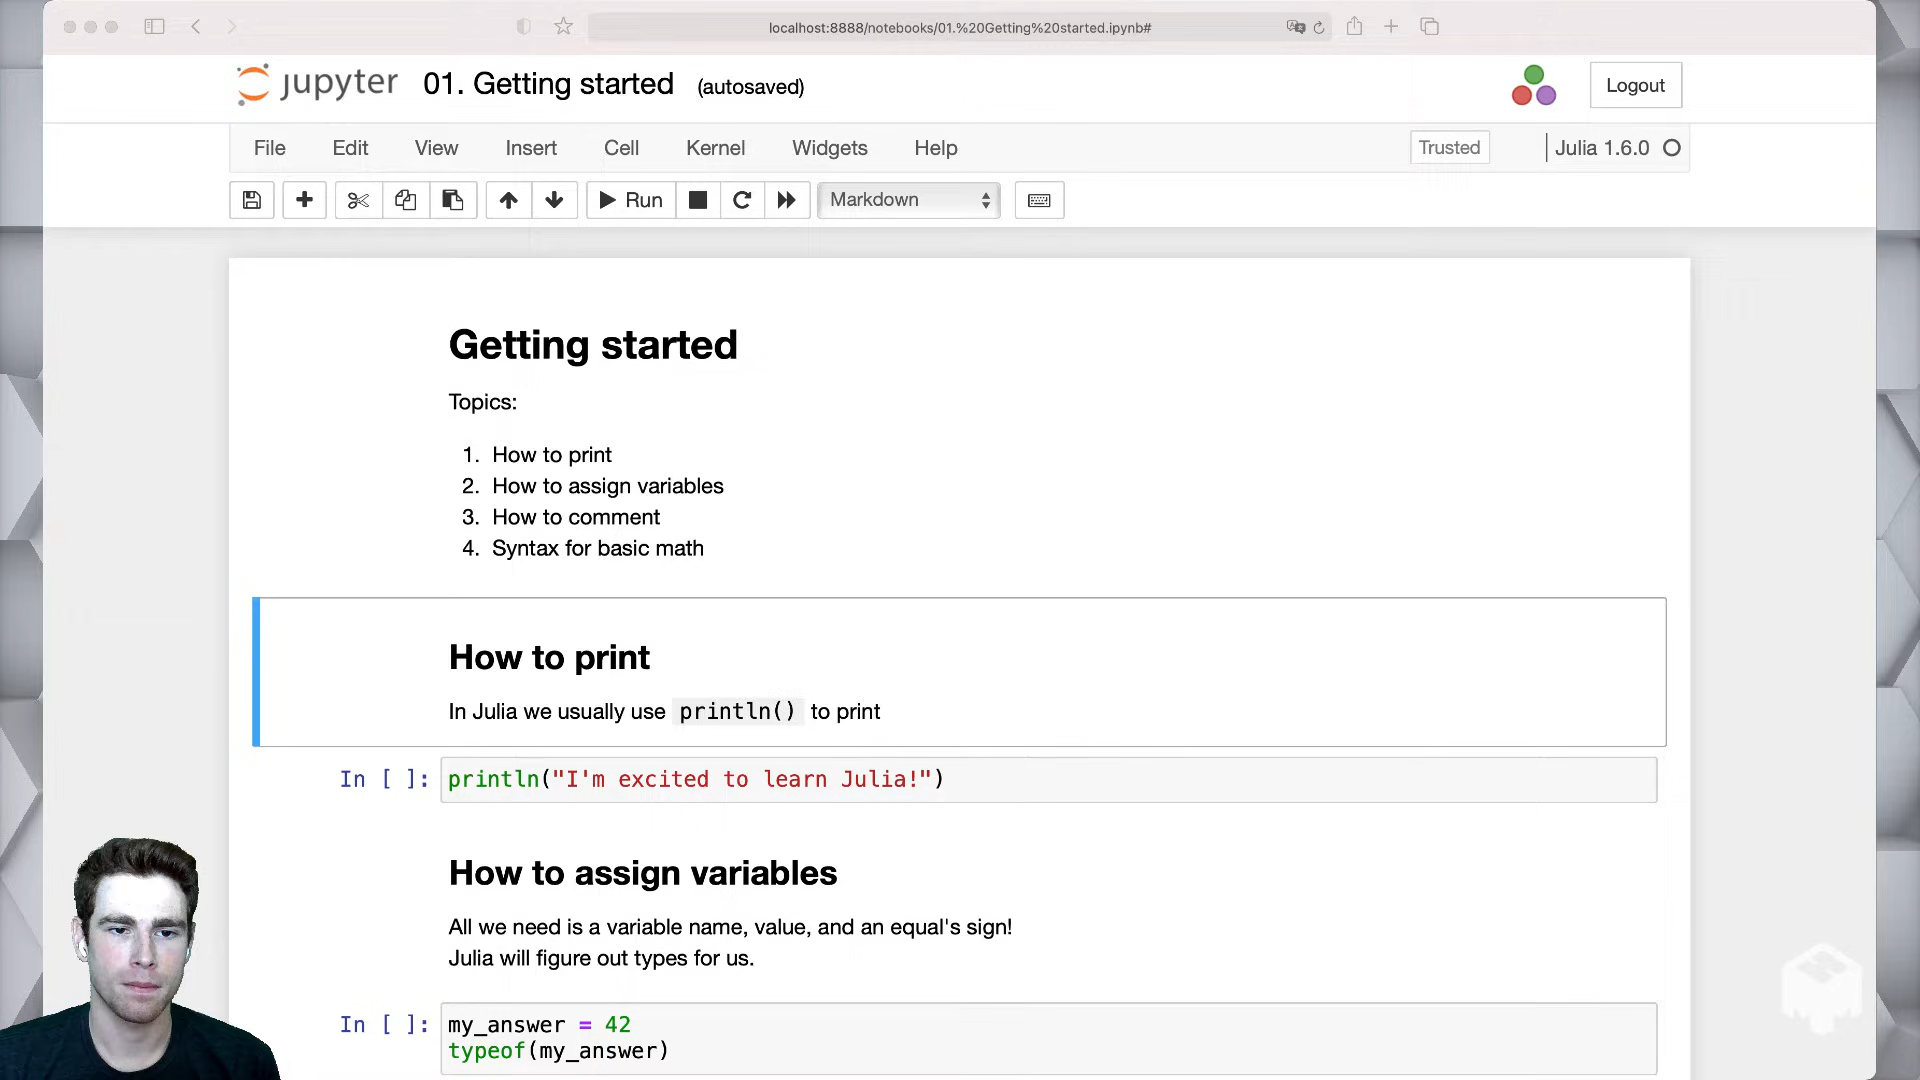 localhost:8888/notebooks/01.%20Getting%20started.ipynb#
jupyter 01. Getting started (autosaved)
Logout
File Edit View Insert Cell Kernel Widgets Help
Trusted
Julia 1.6.0
Run
Markdown
Getting started
Topics:
1. How to print
2. How to assign variables
3. How to comment
4. Syntax for basic math
How to print
In Julia we usually use println() to print
In [ ]: println("I'm excited to learn Julia!")
How to assign variables
All we need is a variable name, value, and an equal's sign!
Julia will figure out types for us.
In [ ]: my_answer = 42
typeof(my_answer)